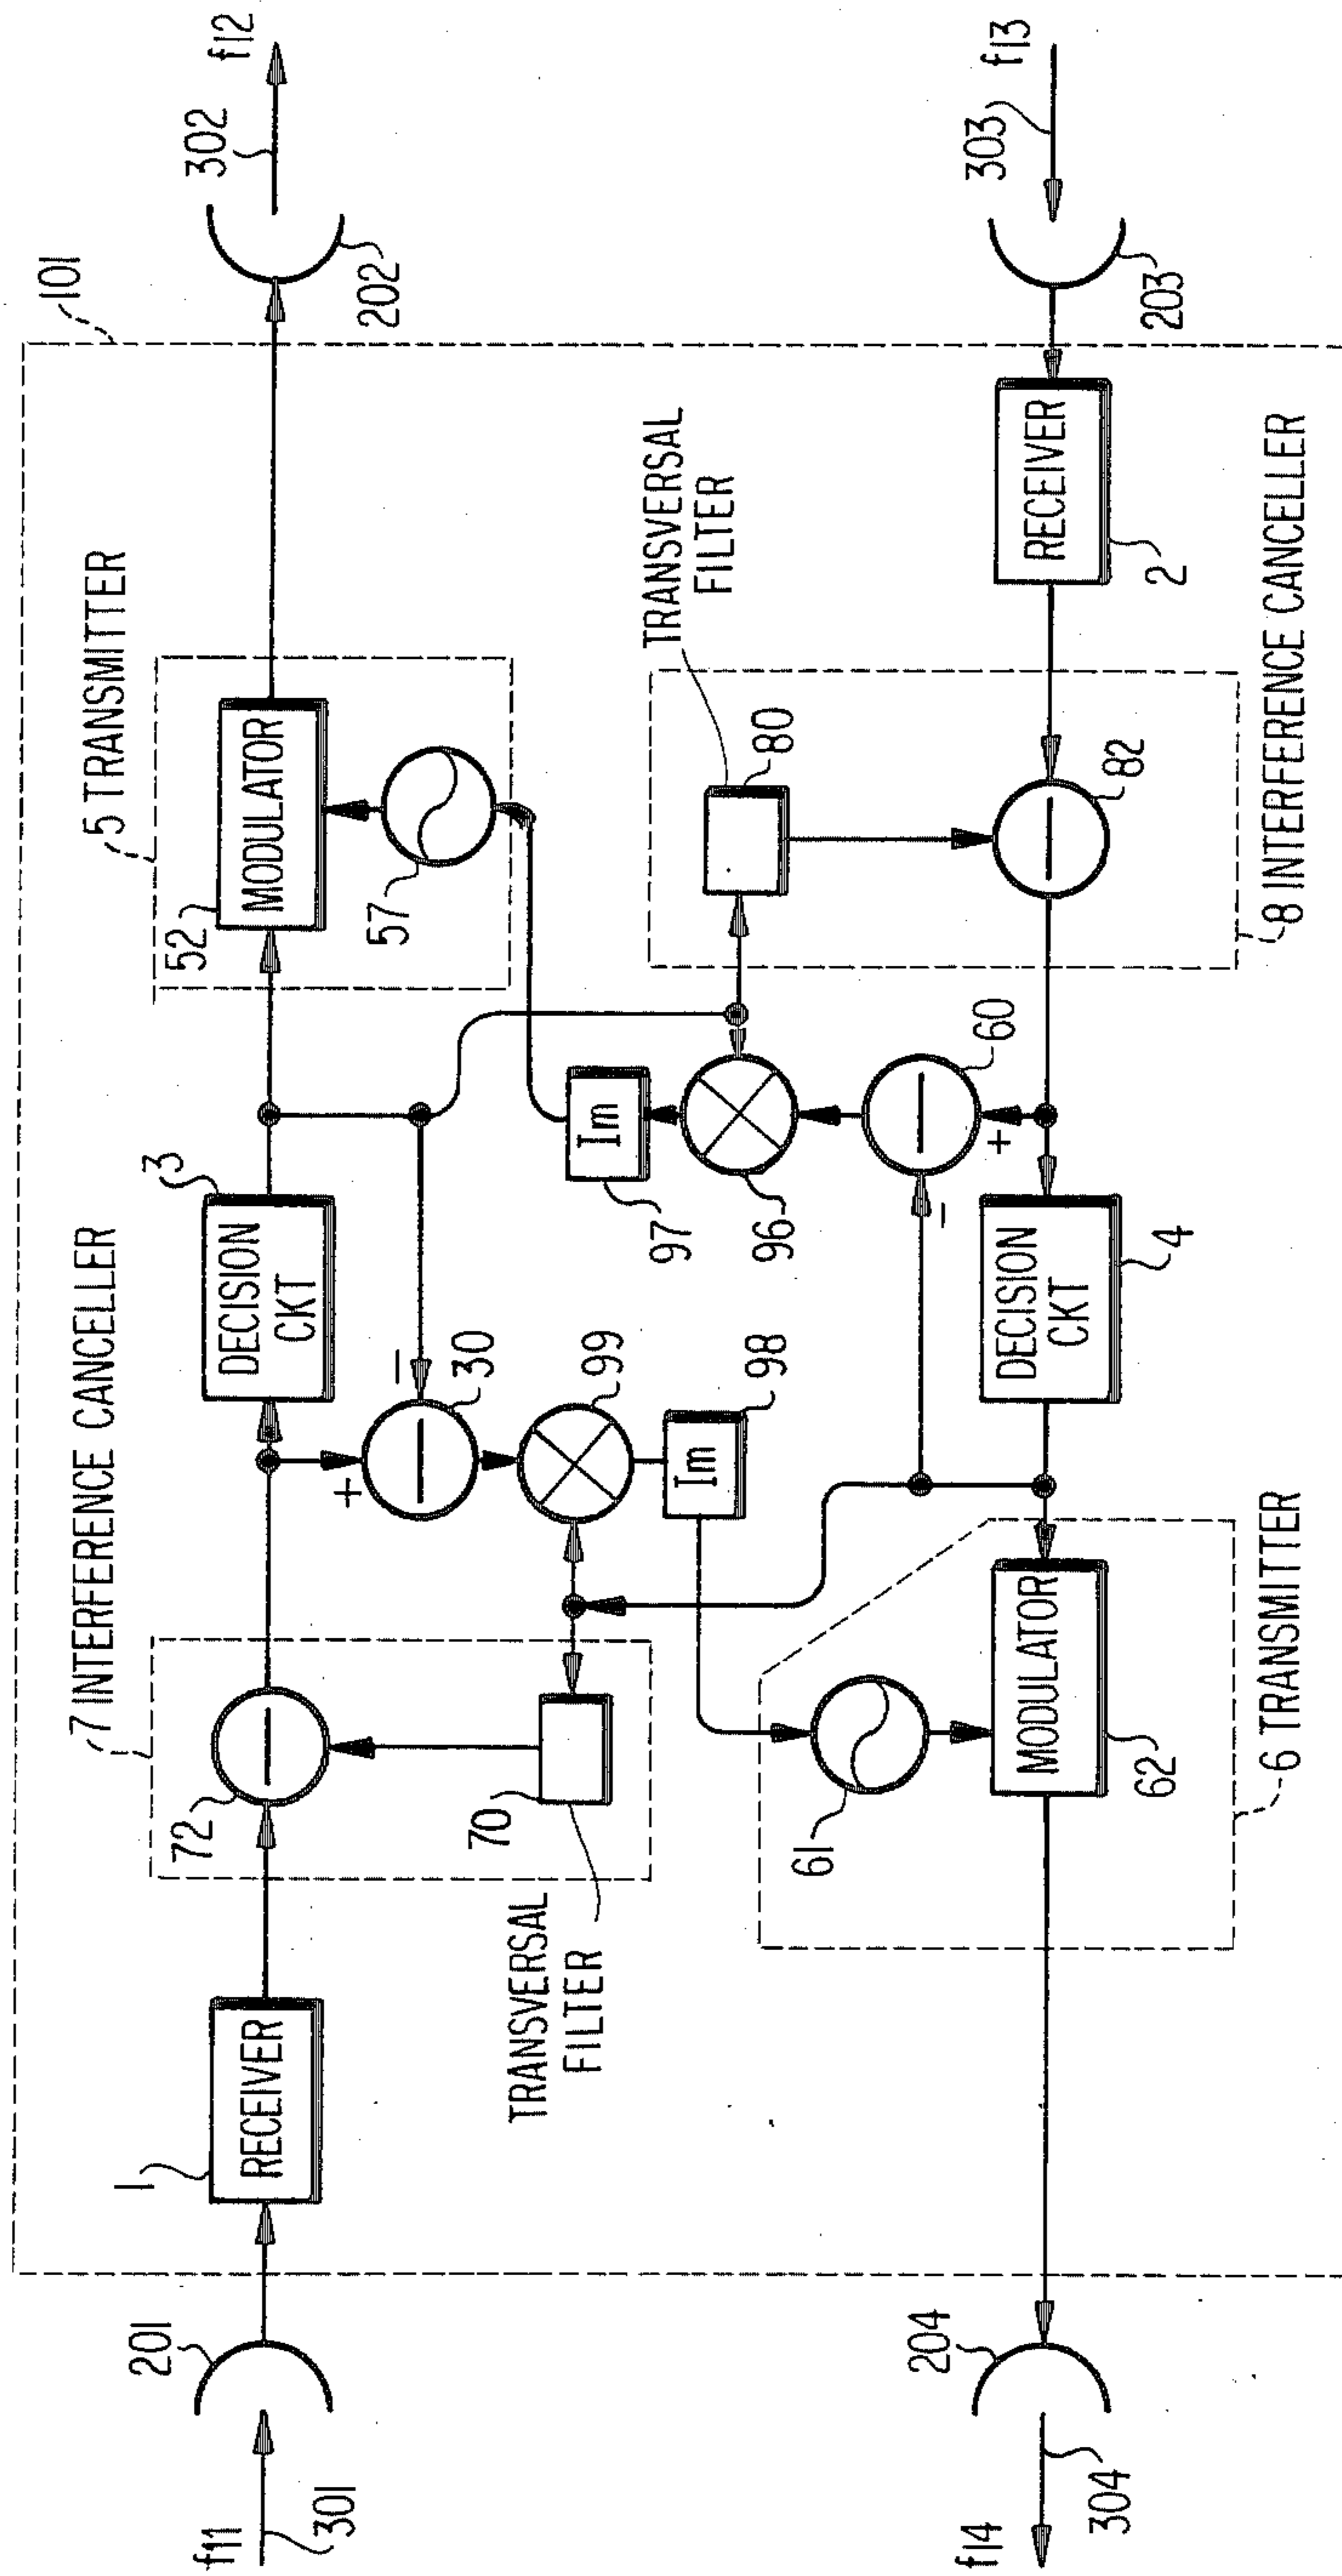 101
f11
301
201
1
RECEIVER
7 INTERFERENCE CANCELLER
72
70
TRANSVERSAL
FILTER
3
DECISION
CKT
+
−
30
99
Im
98
5 TRANSMITTER
52
MODULATOR
57
202
302
f12
Im
97
96
60
+
−
TRANSVERSAL
FILTER
80
82
8 INTERFERENCE CANCELLER
RECEIVER
2
203
303
f13
DECISION
CKT
4
61
MODULATOR
62
6 TRANSMITTER
204
304
f14